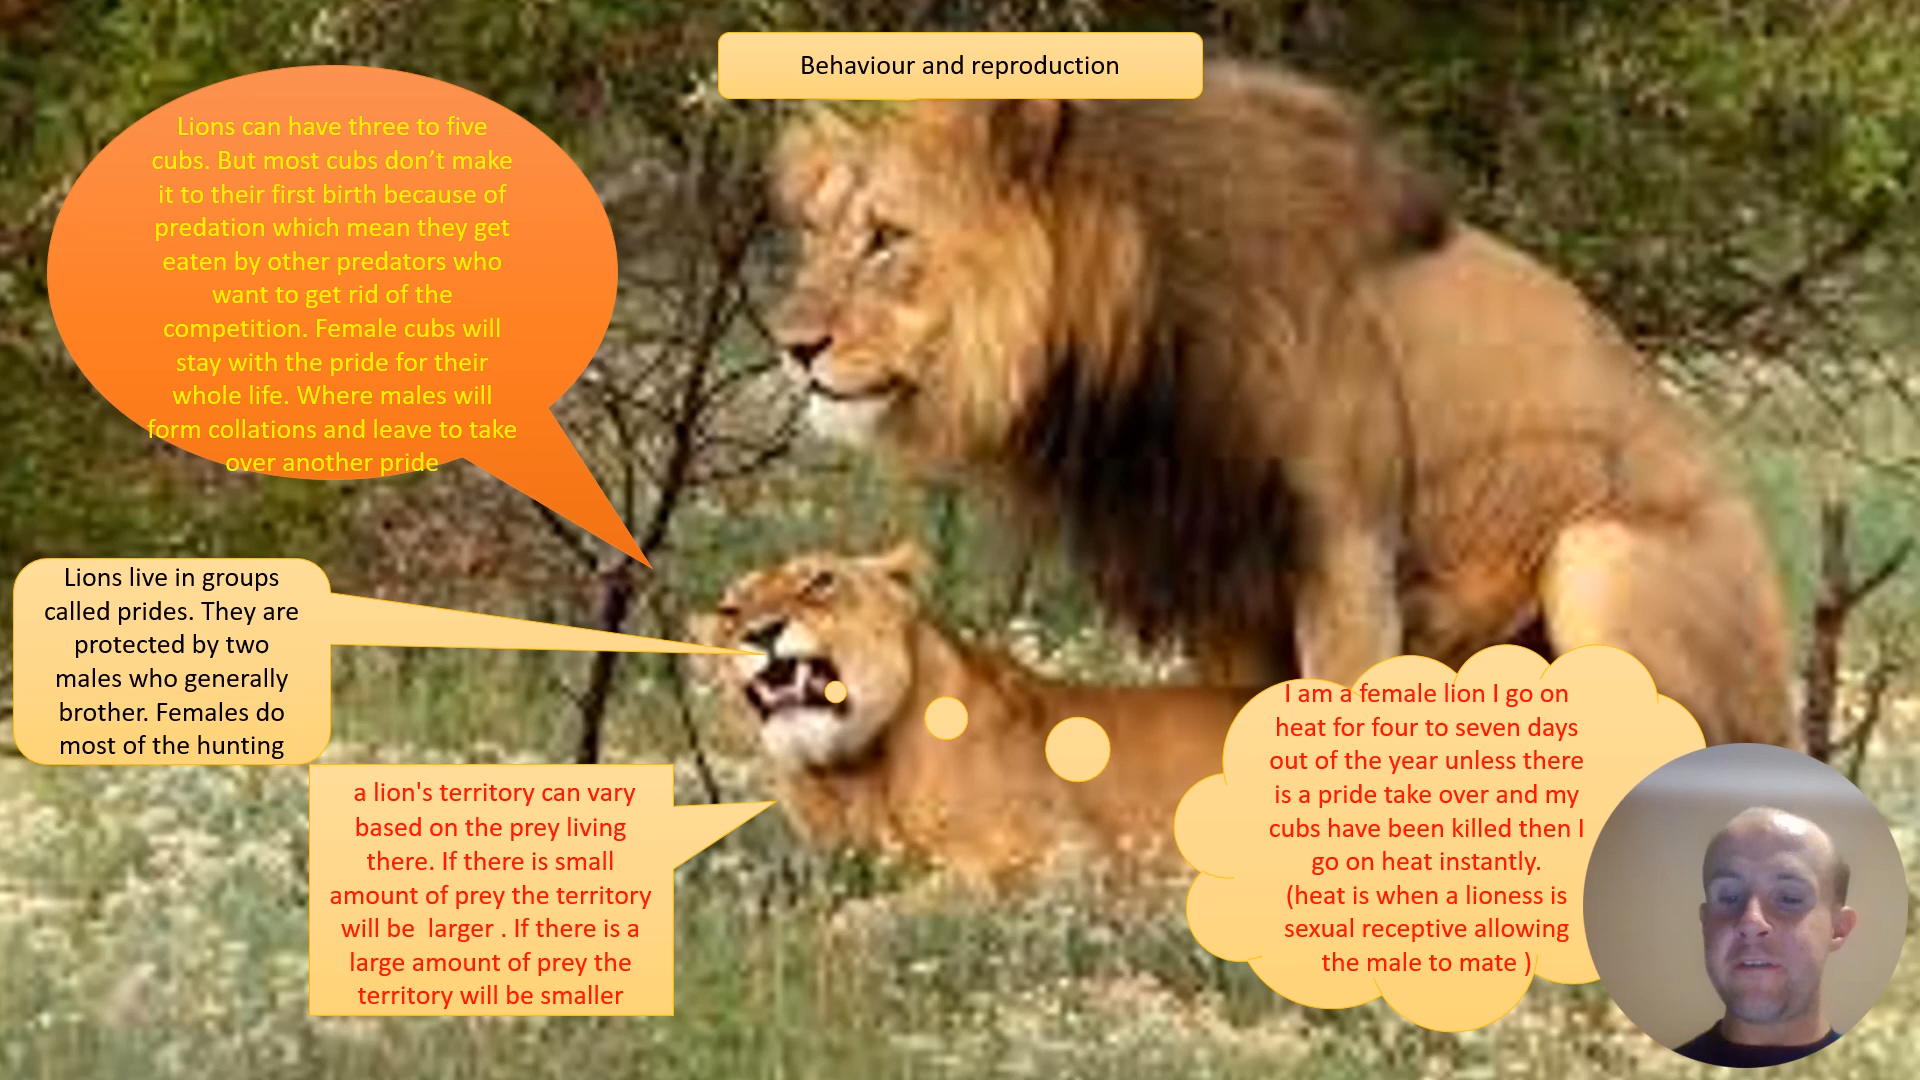 Behaviour and reproduction
Lions can have three to five
cubs. But most cubs don’t make
it to their first birth because of
predation which mean they get
eaten by other predators who
want to get rid of the
competition. Female cubs will
stay with the pride for their
whole life. Where males will
form collations and leave to take
over another pride
Lions live in groups
called prides. They are
protected by two
males who generally
brother. Females do
most of the hunting
a lion's territory can vary
based on the prey living
there. If there is small
amount of prey the territory
will be  larger . If there is a
large amount of prey the
territory will be smaller
I am a female lion I go on
heat for four to seven days
out of the year unless there
is a pride take over and my
cubs have been killed then I
go on heat instantly.
(heat is when a lioness is
sexual receptive allowing
the male to mate )